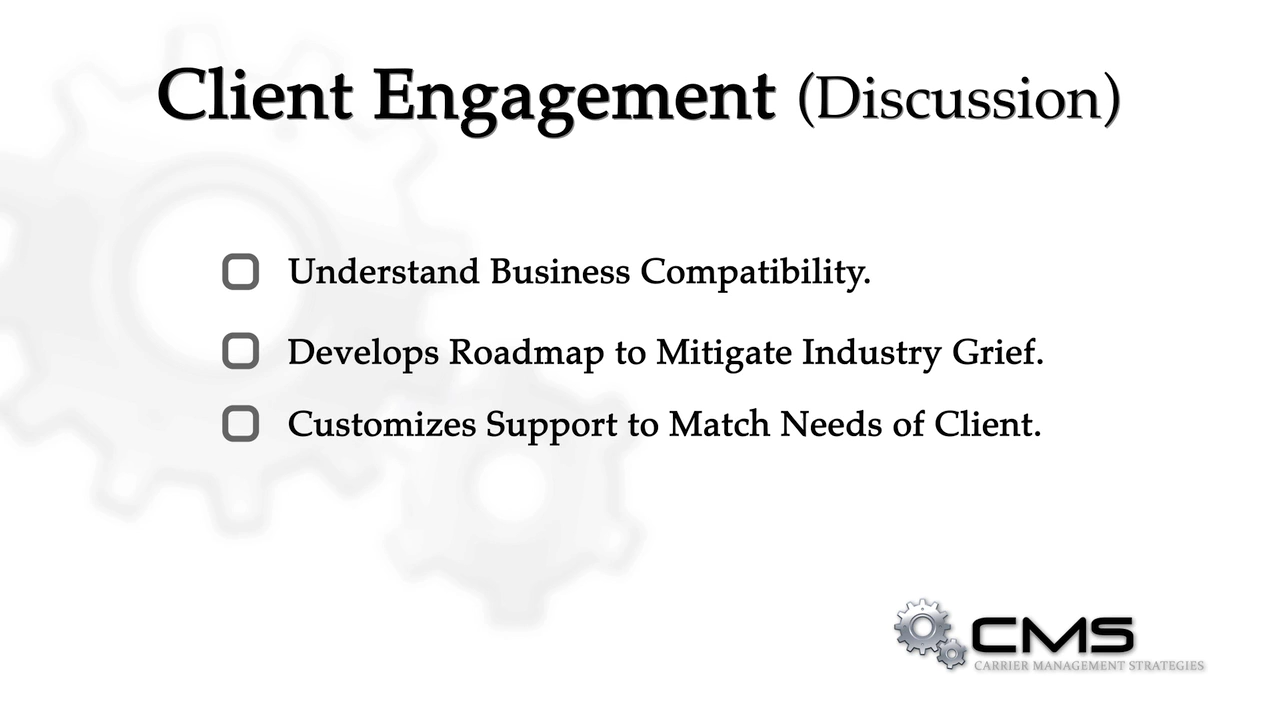 Client Engagement (Discussion)
Understand Business Compatibility.
Develops Roadmap to Mitigate Industry Grief.
Customizes Support to Match Needs of Client.
CMS
CARRIER MANAGEMENT STRATEGIES